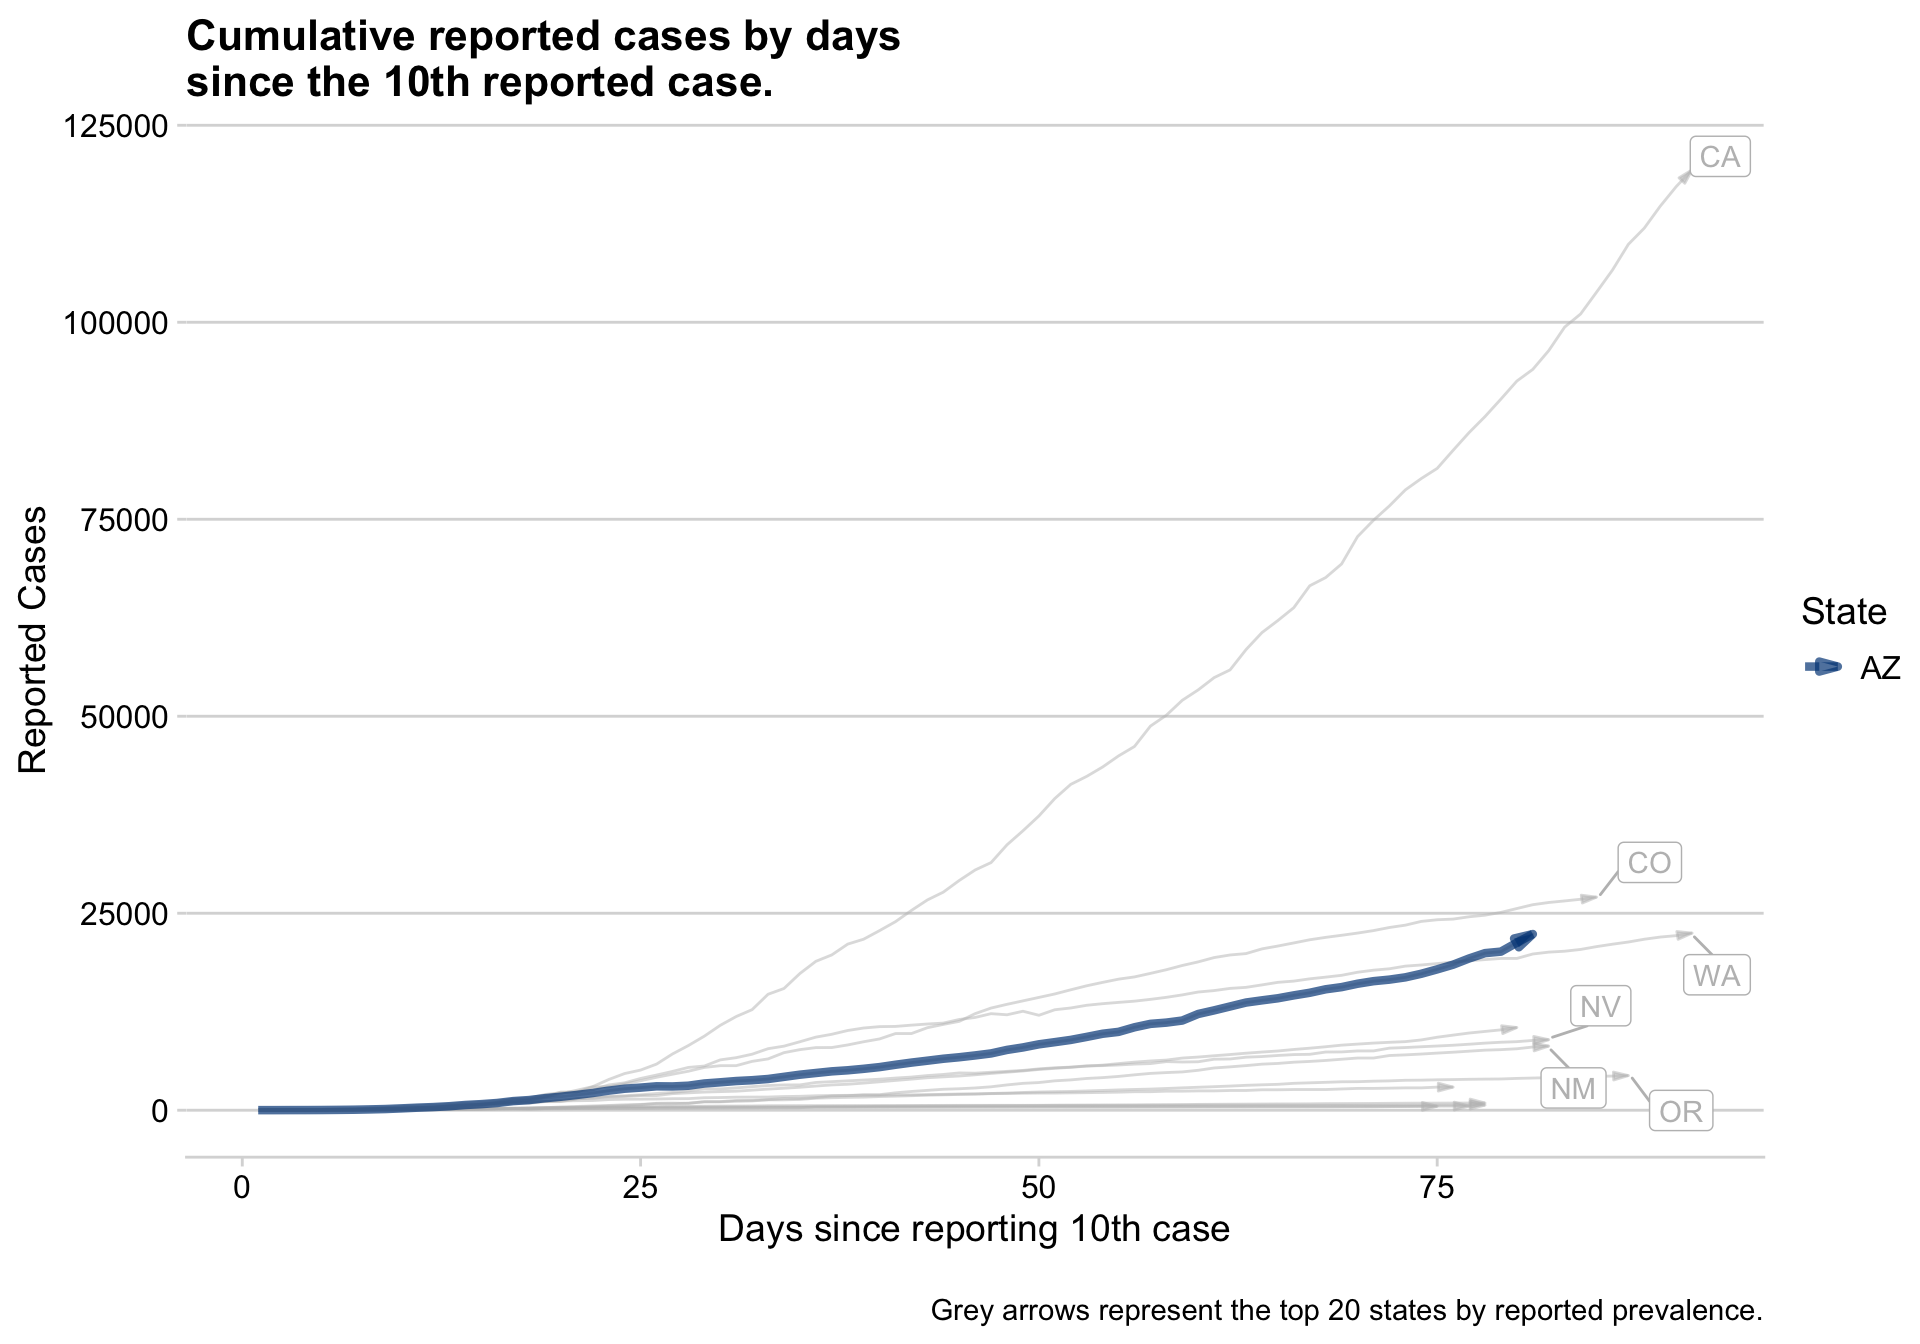 Cumulative reported cases by days
since the 10th reported case.
125000
100000
75000
50000
25000
0
Reported Cases
CA
CO
WA
NV
NM
OR
State
AZ
0
25
50
75
Days since reporting 10th case
Grey arrows represent the top 20 states by reported prevalence.